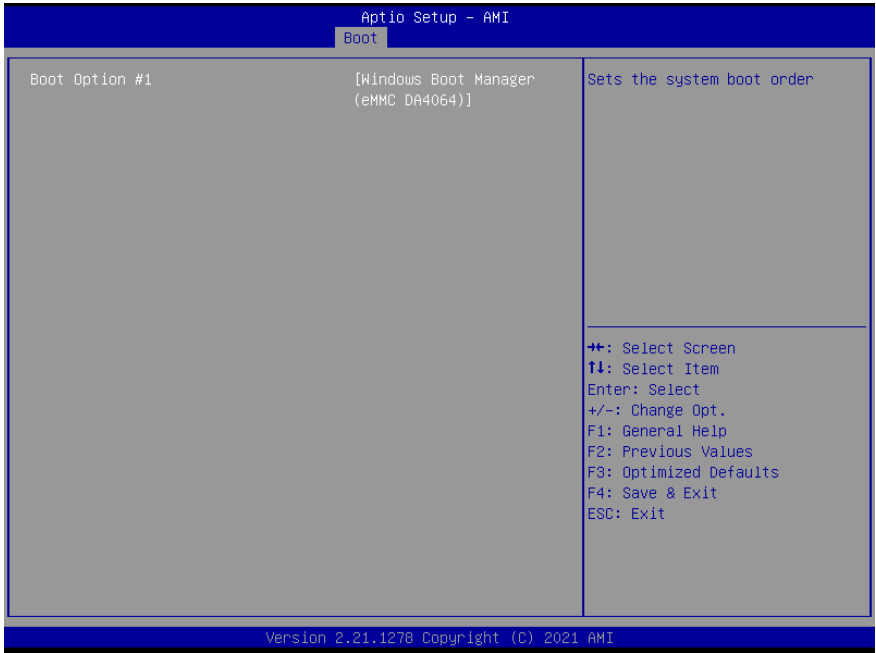 Aptio Setup – AMI
Boot
Boot Option #1 [Windows Boot Manager
(eMMC DA4064)]
Sets the system boot order
→←: Select Screen
↑↓: Select Item
Enter: Select
+/-: Change Opt.
F1: General Help
F2: Previous Values
F3: Optimized Defaults
F4: Save & Exit
ESC: Exit
Version 2.21.1278 Copyright (C) 2021 AMI